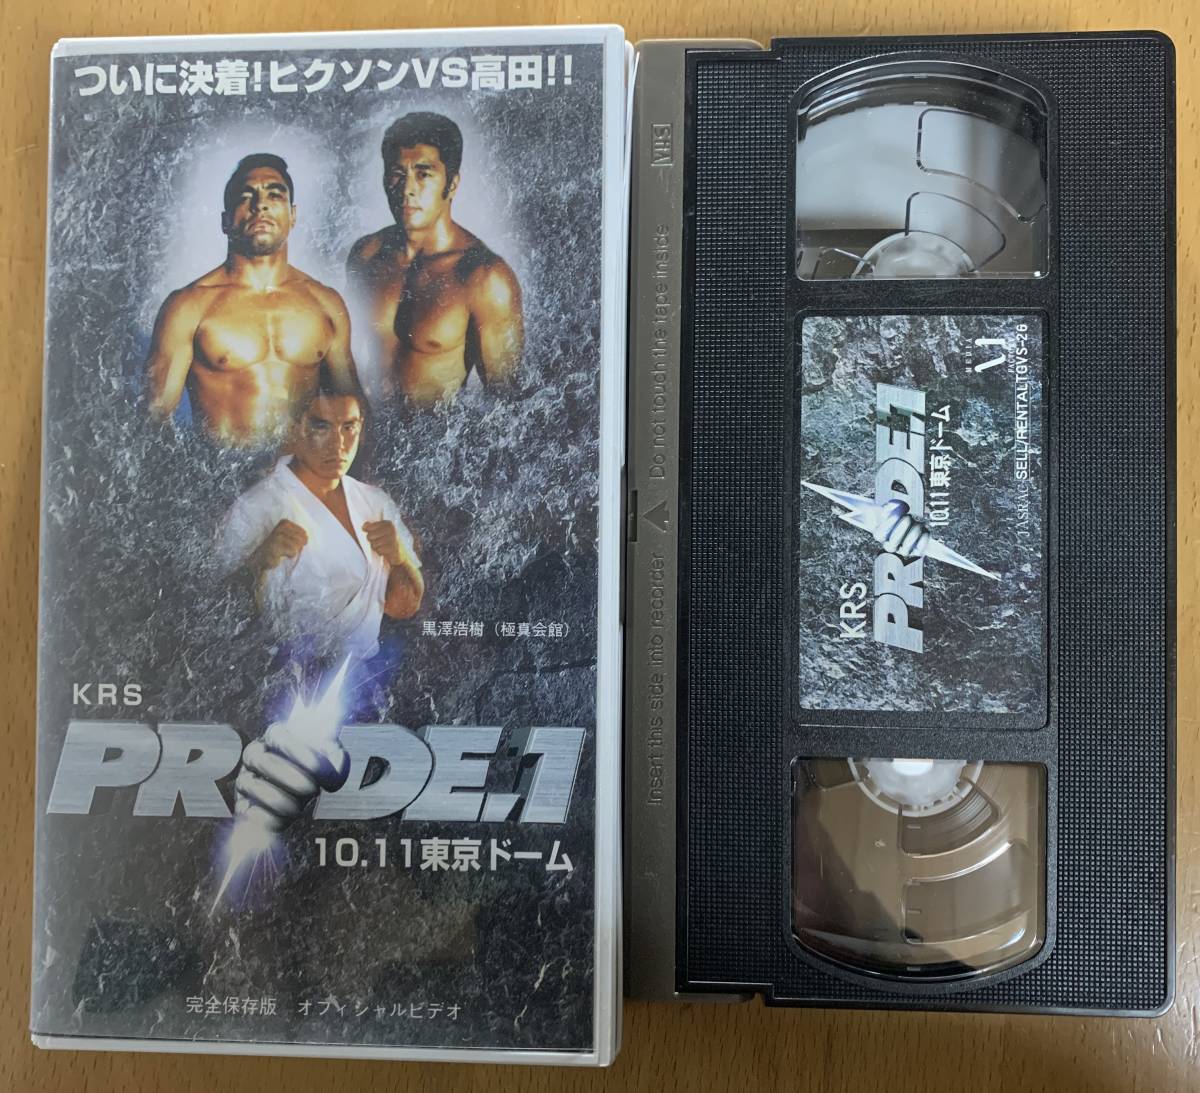 ついに決着!ヒクソンVS高田!!
黒澤浩樹（極真会館）
KRS
PRIDE.1
10.11東京ドーム
完全保存版　オフィシャルビデオ
VHS
Do not touch the tape inside
Insert this side into recorder
KRS
PRIDE.1
10.11東京ドーム
JASRAC SELL/RENTAL TGVS-26